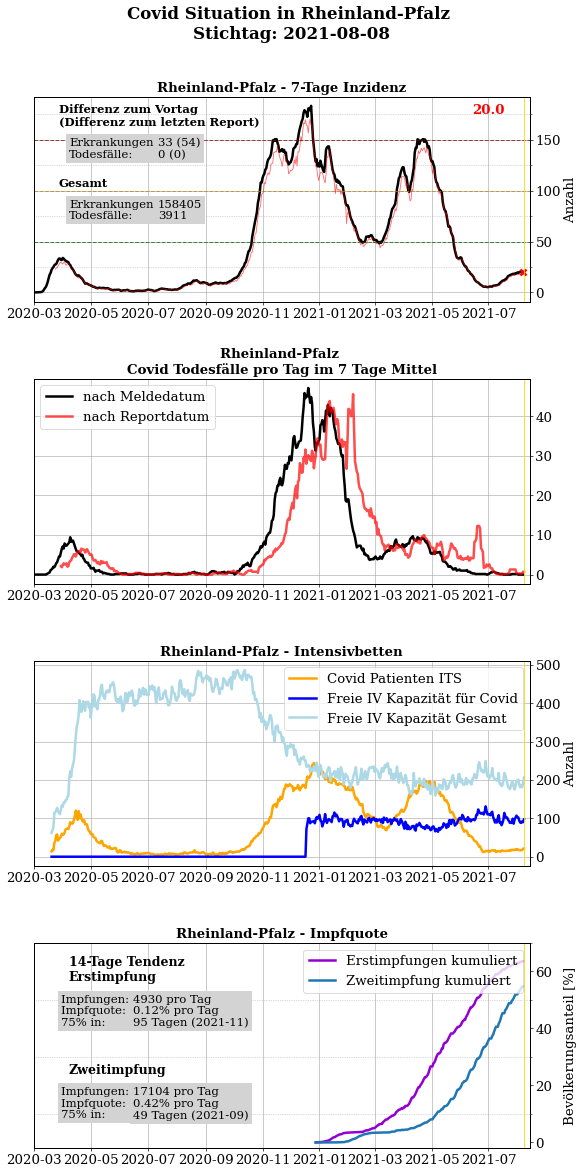 Covid Situation in Rheinland-Pfalz
Stichtag: 2021-08-08
Rheinland-Pfalz - 7-Tage Inzidenz
Differenz zum Vortag
(Differenz zum letzten Report)
Erkrankungen 33 (54)
Todesfälle: 0 (0)
Gesamt
Erkrankungen 158405
Todesfälle: 3911
20.0
150
100
50
0
Anzahl
2020-03 2020-05 2020-07 2020-09 2020-11 2021-01 2021-03 2021-05 2021-07
Rheinland-Pfalz
Covid Todesfälle pro Tag im 7 Tage Mittel
nach Meldedatum
nach Reportdatum
40
30
20
10
0
2020-03 2020-05 2020-07 2020-09 2020-11 2021-01 2021-03 2021-05 2021-07
Rheinland-Pfalz - Intensivbetten
Covid Patienten ITS
Freie IV Kapazität für Covid
Freie IV Kapazität Gesamt
500
400
300
200
100
0
Anzahl
2020-03 2020-05 2020-07 2020-09 2020-11 2021-01 2021-03 2021-05 2021-07
Rheinland-Pfalz - Impfquote
14-Tage Tendenz
Erstimpfung
Impfungen: 4930 pro Tag
Impfquote: 0.12% pro Tag
75% in: 95 Tagen (2021-11)
Zweitimpfung
Impfungen: 17104 pro Tag
Impfquote: 0.42% pro Tag
75% in: 49 Tagen (2021-09)
Erstimpfungen kumuliert
Zweitimpfung kumuliert
60
40
20
0
Bevölkerungsanteil [%]
2020-03 2020-05 2020-07 2020-09 2020-11 2021-01 2021-03 2021-05 2021-07